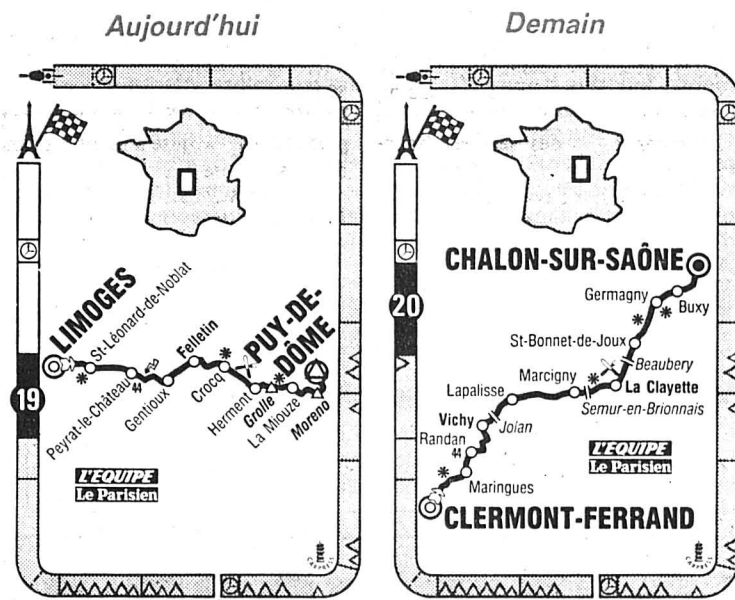 Aujourd'hui
LIMOGES
St-Léonard-de-Noblat
Peyrat-le-Château
44
Gentioux
Felletin
Crocq
Herment
PUY-DE-
DÔME
Grolle
La Miouze
Moreno
19
L'EQUIPE
Le Parisien
Demain
CHALON-SUR-SAÔNE
20
Germagny
Buxy
St-Bonnet-de-Joux
Beaubery
Marcigny
La Clayette
Lapalisse
Semur-en-Brionnais
Vichy
Jolan
Randan
44
L'EQUIPE
Le Parisien
Maringues
CLERMONT-FERRAND